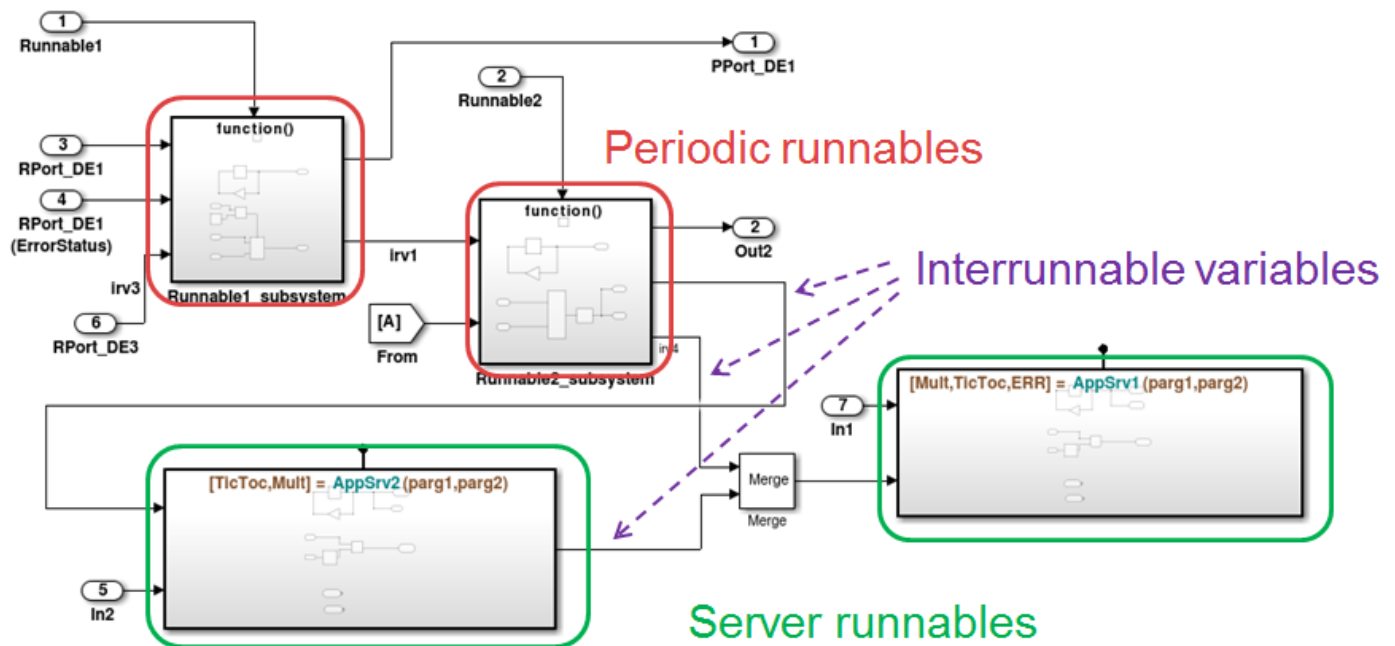 1
Runnable1
1
PPort_DE1
2
Runnable2
function()
3
RPort_DE1
4
RPort_DE1
(ErrorStatus)
irv3
6
RPort_DE3
Runnable1_subsystem
irv1
Periodic runnables
function()
2
Out2
[A]
From
irv4
Runnable2_subsystem
Interrunnable variables
[Mult,TicToc,ERR] = AppSrv1(parg1,parg2)
7
In1
[TicToc,Mult] = AppSrv2(parg1,parg2)
Merge
Merge
5
In2
Server runnables